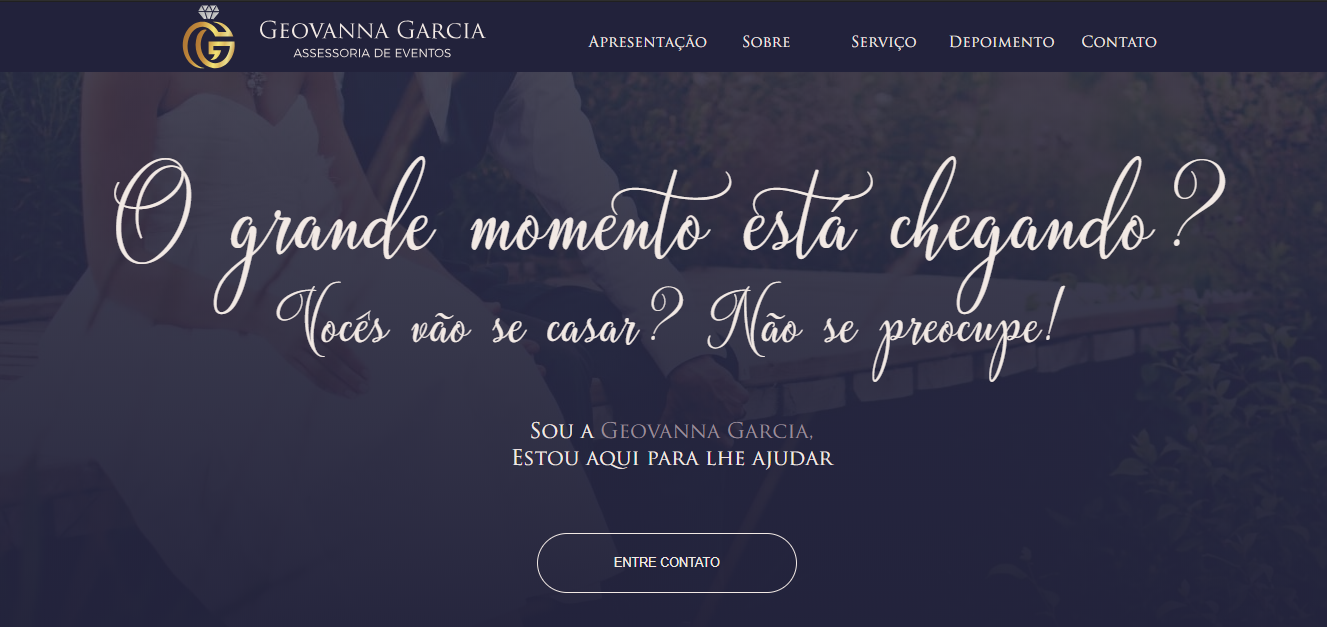 GEOVANNA GARCIA
ASSESSORIA DE EVENTOS
APRESENTAÇÃO SOBRE SERVIÇO DEPOIMENTO CONTATO
O grande momento está chegando?
Vocês vão se casar? Não se preocupe!
SOU A GEOVANNA GARCIA,
ESTOU AQUI PARA LHE AJUDAR
ENTRE CONTATO